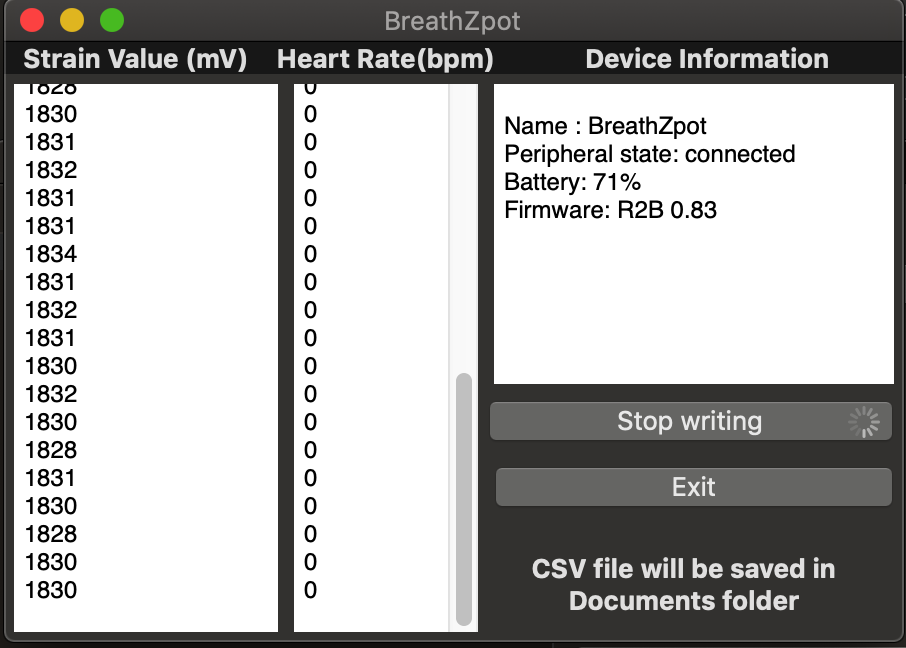 BreathZpot
Strain Value (mV) Heart Rate(bpm) Device Information
1828 0
1830 0
1831 0
1832 0
1831 0
1831 0
1834 0
1831 0
1832 0
1831 0
1830 0
1832 0
1830 0
1828 0
1831 0
1830 0
1828 0
1830 0
1830 0
Name : BreathZpot
Peripheral state: connected
Battery: 71%
Firmware: R2B 0.83
Stop writing
Exit
CSV file will be saved in
Documents folder